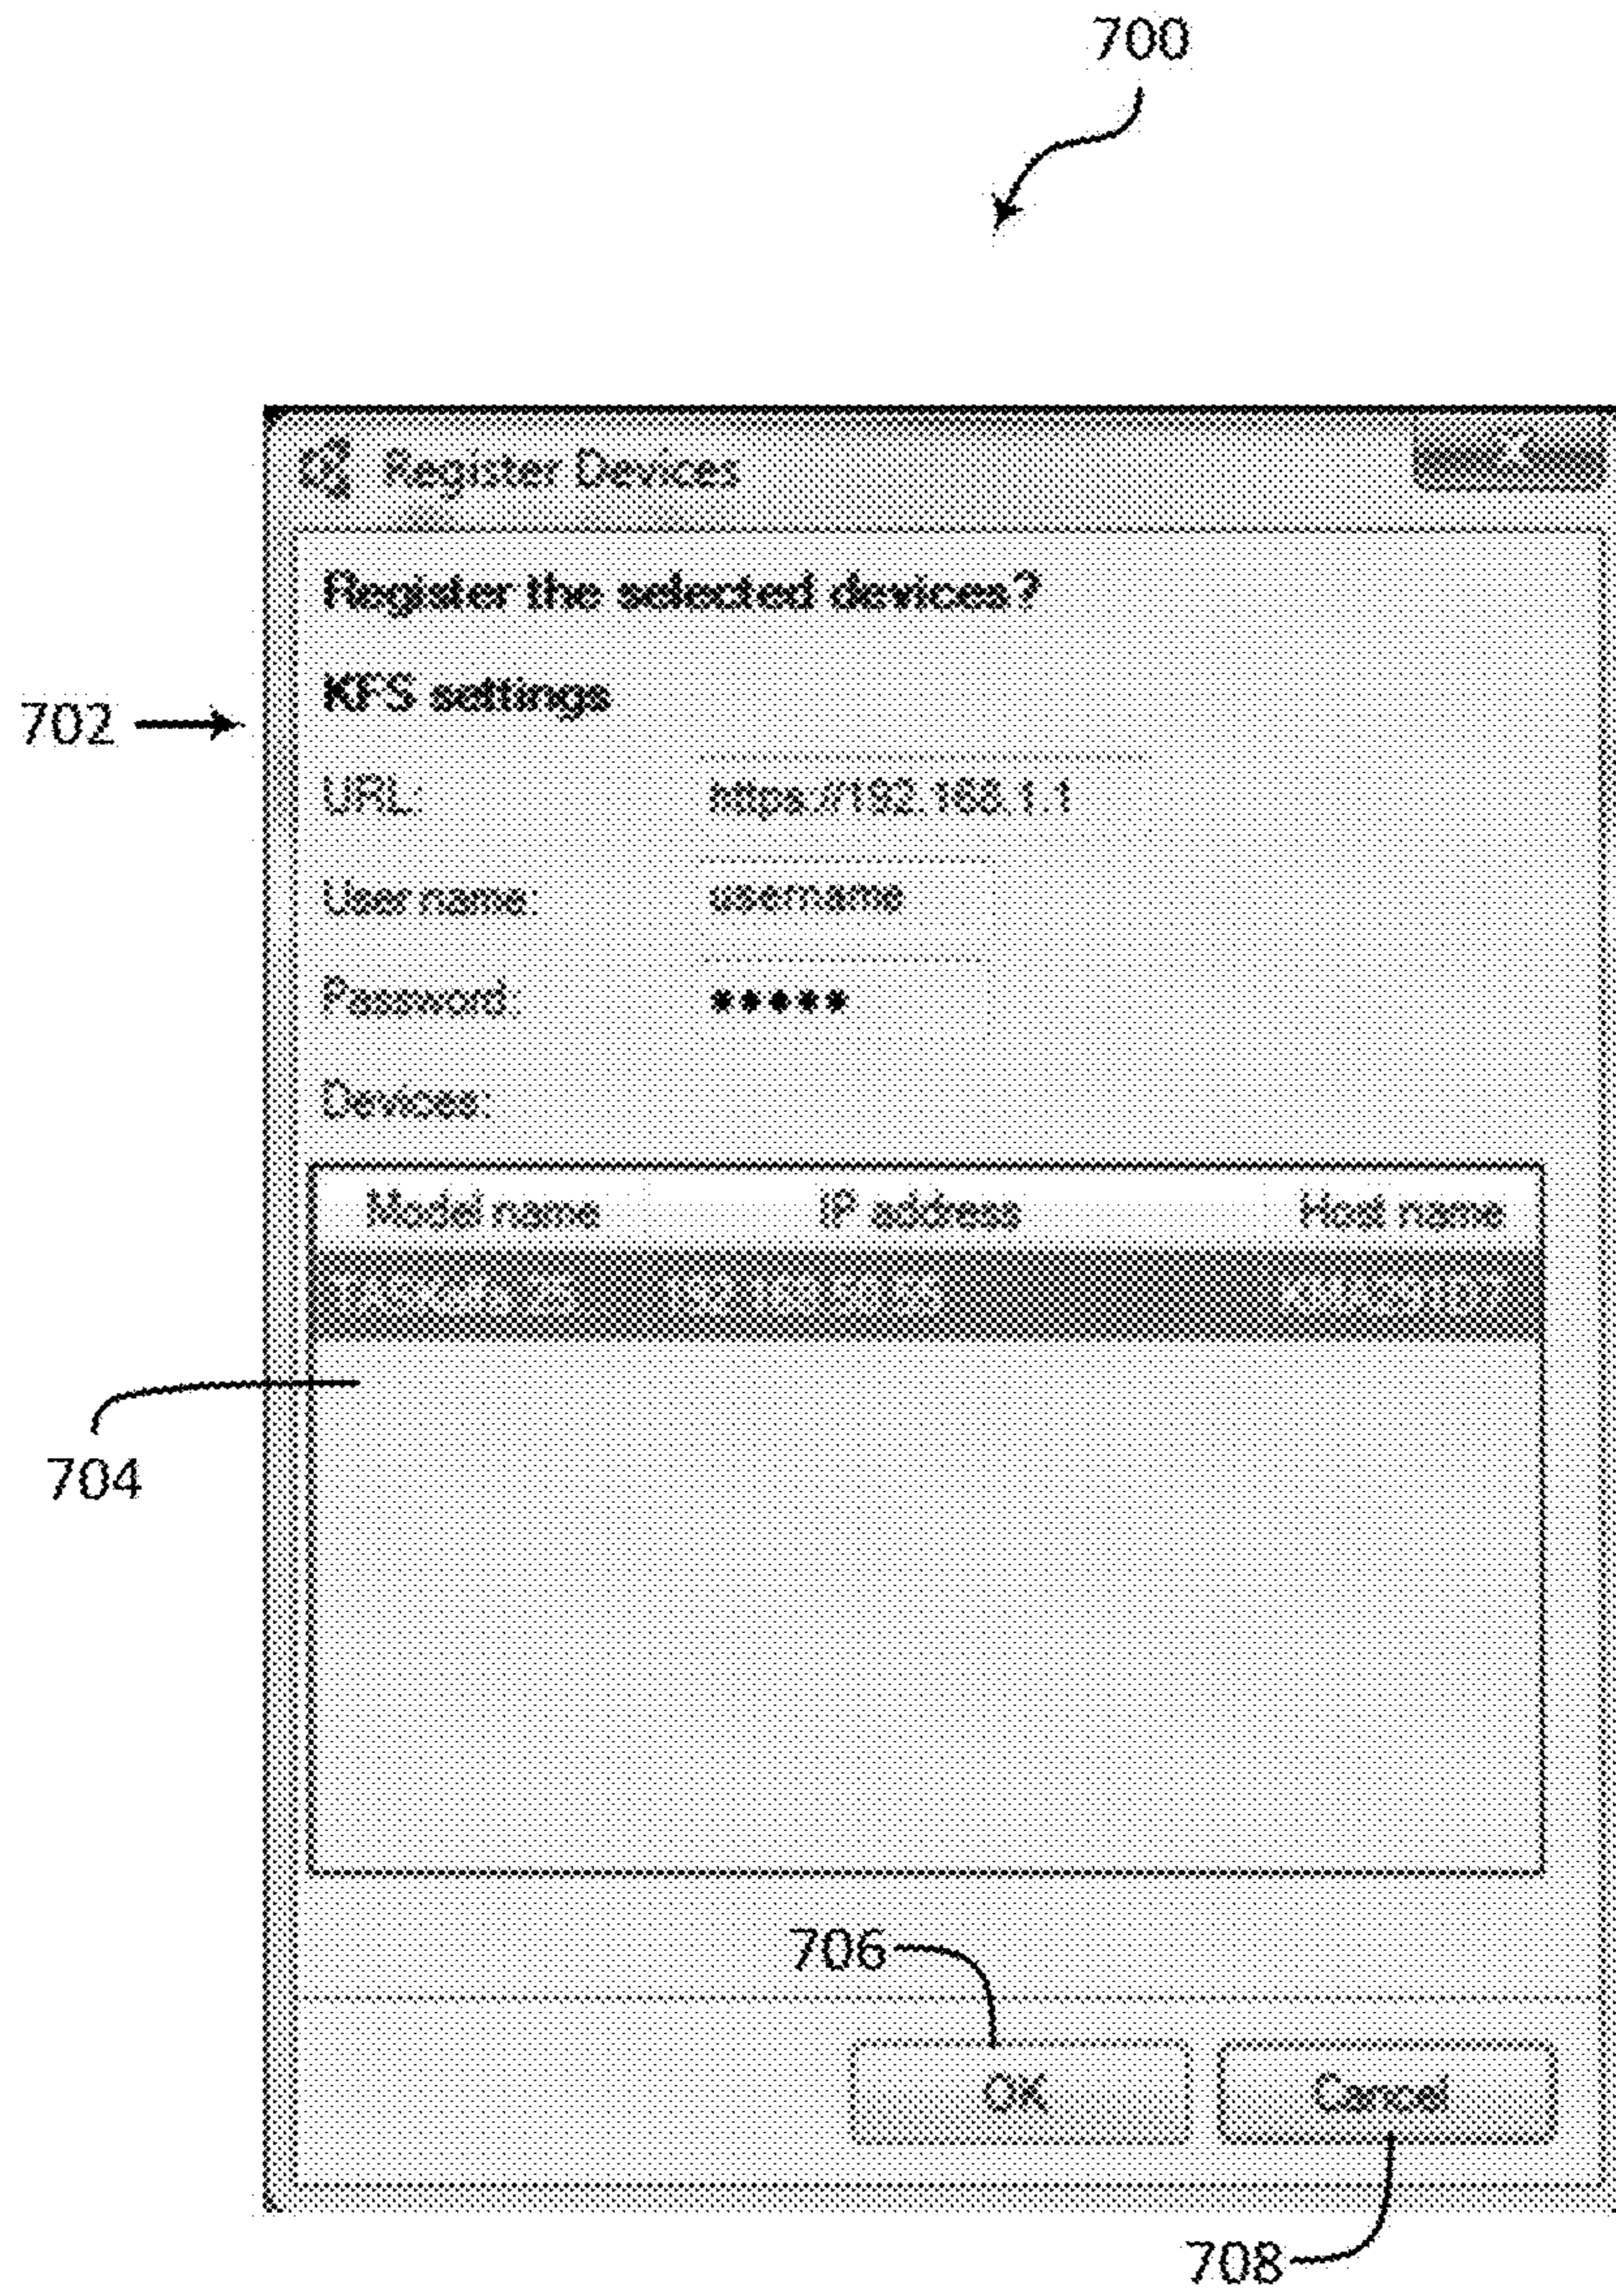 700
Register Devices
Register the selected devices?
KFS settings
702
URL: https://192.168.1.1
User name: username
Password: •••••
Devices:
Model name IP address Host name
704
706
OK Cancel
708